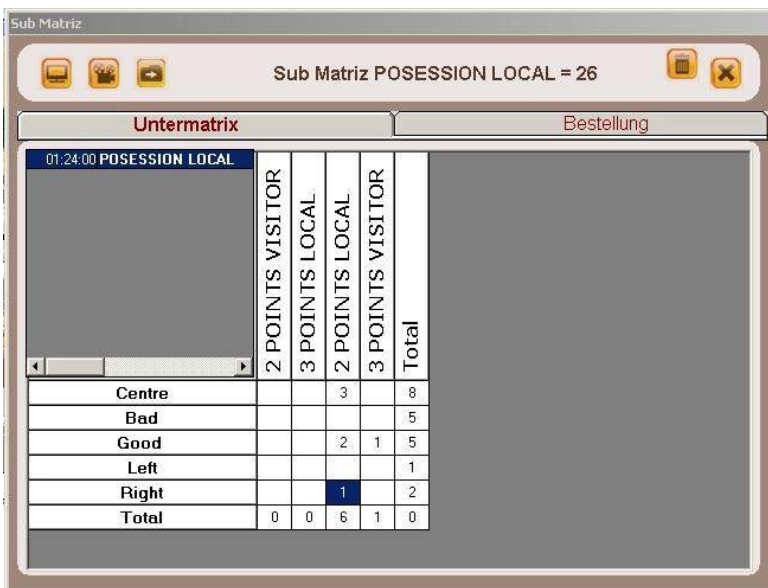 Sub Matriz
Sub Matriz POSESSION LOCAL = 26
Untermatrix Bestellung
01:24:00 POSESSION LOCAL
2 POINTS VISITOR
3 POINTS LOCAL
2 POINTS LOCAL
3 POINTS VISITOR
Total
Centre 3 8
Bad 5
Good 2 1 5
Left 1
Right 1 2
Total 0 0 6 1 0